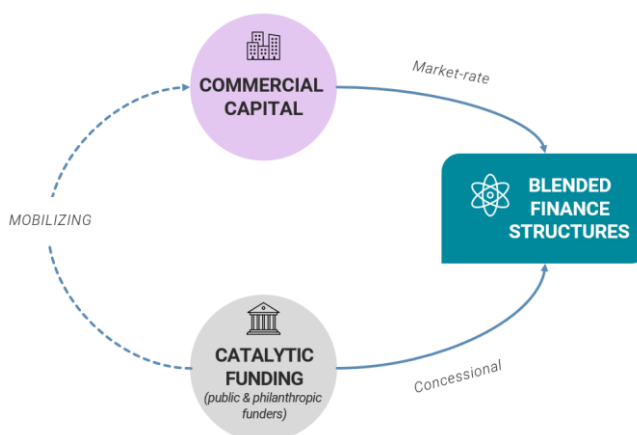 COMMERCIAL
CAPITAL
Market-rate
BLENDED
FINANCE
STRUCTURES
MOBILIZING
CATALYTIC
FUNDING
(public & philanthropic
funders)
Concessional